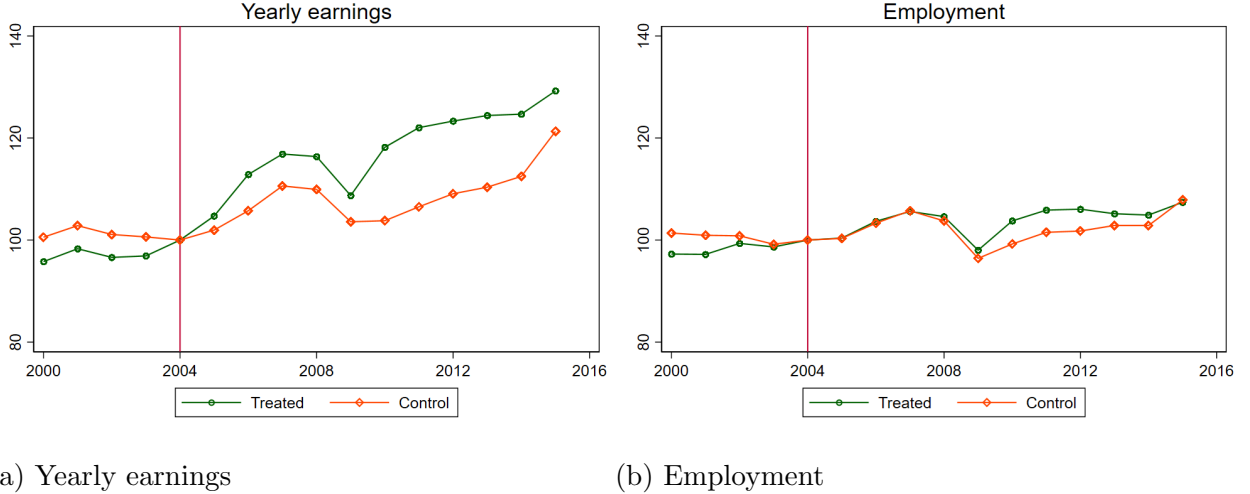 Yearly earnings
140
120
100
80
2000 2004 2008 2012 2016
Treated Control
Employment
140
120
100
80
2000 2004 2008 2012 2016
Treated Control
a) Yearly earnings
(b) Employment